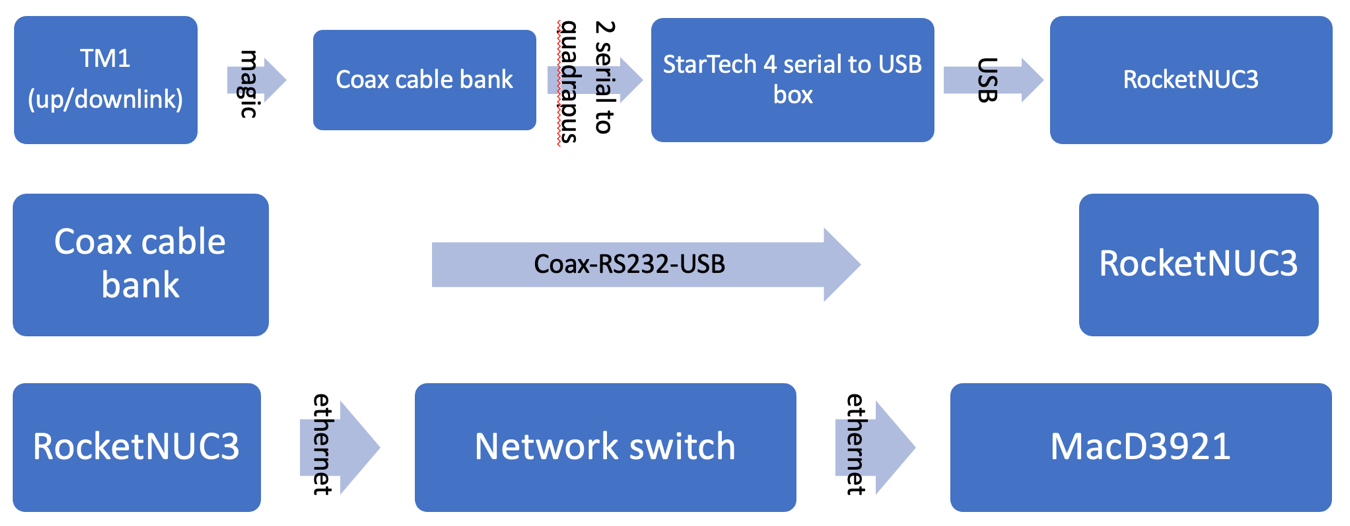 TM1
(up/downlink)
magic
Coax cable bank
2 serial to
quadrapus
StarTech 4 serial to USB
box
USB
RocketNUC3
Coax cable
bank
Coax-RS232-USB
RocketNUC3
RocketNUC3
ethernet
Network switch
ethernet
MacD3921